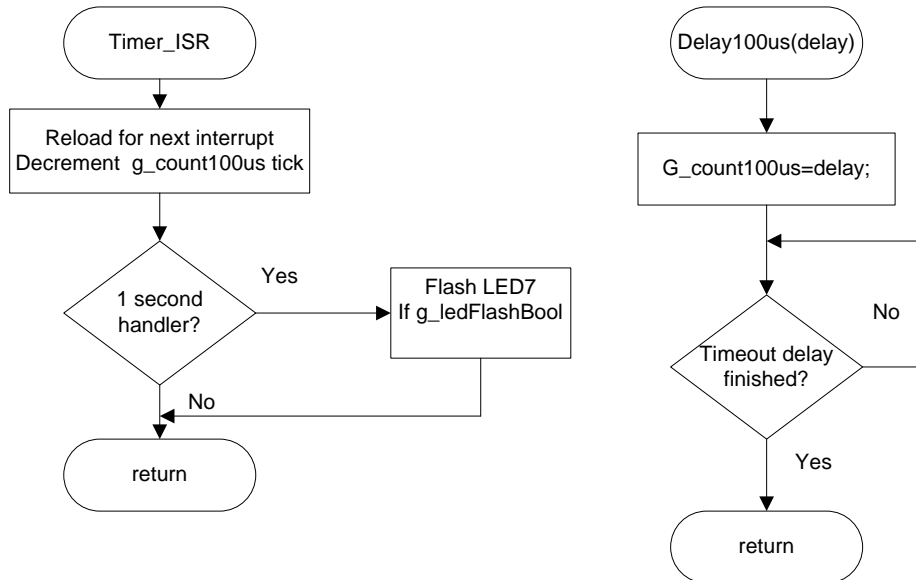 Timer_ISR
Reload for next interrupt
Decrement g_count100us tick
1 second
handler?
Yes
Flash LED7
If g_ledFlashBool
No
return
Delay100us(delay)
G_count100us=delay;
No
Timeout delay
finished?
Yes
return